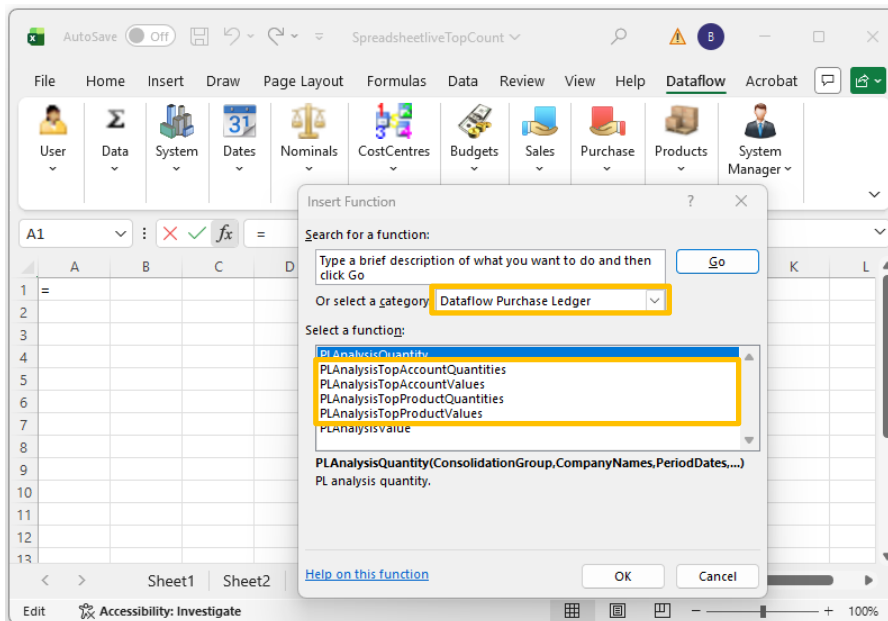 AutoSave Off SpreadsheetliveTopCount B
File Home Insert Draw Page Layout Formulas Data Review View Help Dataflow Acrobat
Σ 31
User Data System Dates Nominals CostCentres Budgets Sales Purchase Products System
Manager
Insert Function ?
A1 fx =
Search for a function:
Type a brief description of what you want to do and then
click Go
Go
A B C D K L
Or select a category Dataflow Purchase Ledger
1 =
Select a function:
2
3
4 PLAnalysisQuantity
PLAnalysisTopAccountQuantities
5 PLAnalysisTopAccountValues
6 PLAnalysisTopProductQuantities
PLAnalysisTopProductValues
7 PLAnalysisValue
8
9 PLAnalysisQuantity(ConsolidationGroup,CompanyNames,PeriodDates,...)
PL analysis quantity.
10
11
12
13
Help on this function OK Cancel
Sheet1 Sheet2
Edit Accessibility: Investigate 100%